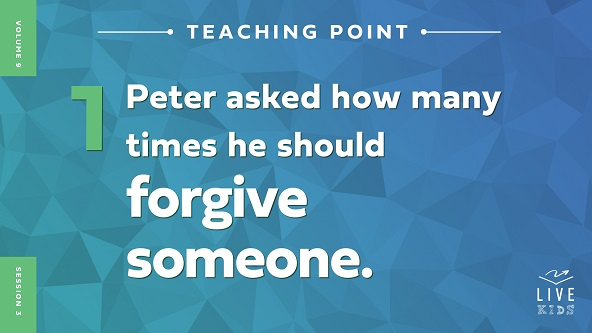 VOLUME 9
TEACHING POINT
1
Peter asked how many
times he should
forgive
someone.
SESSION 3
LIVE
KIDS